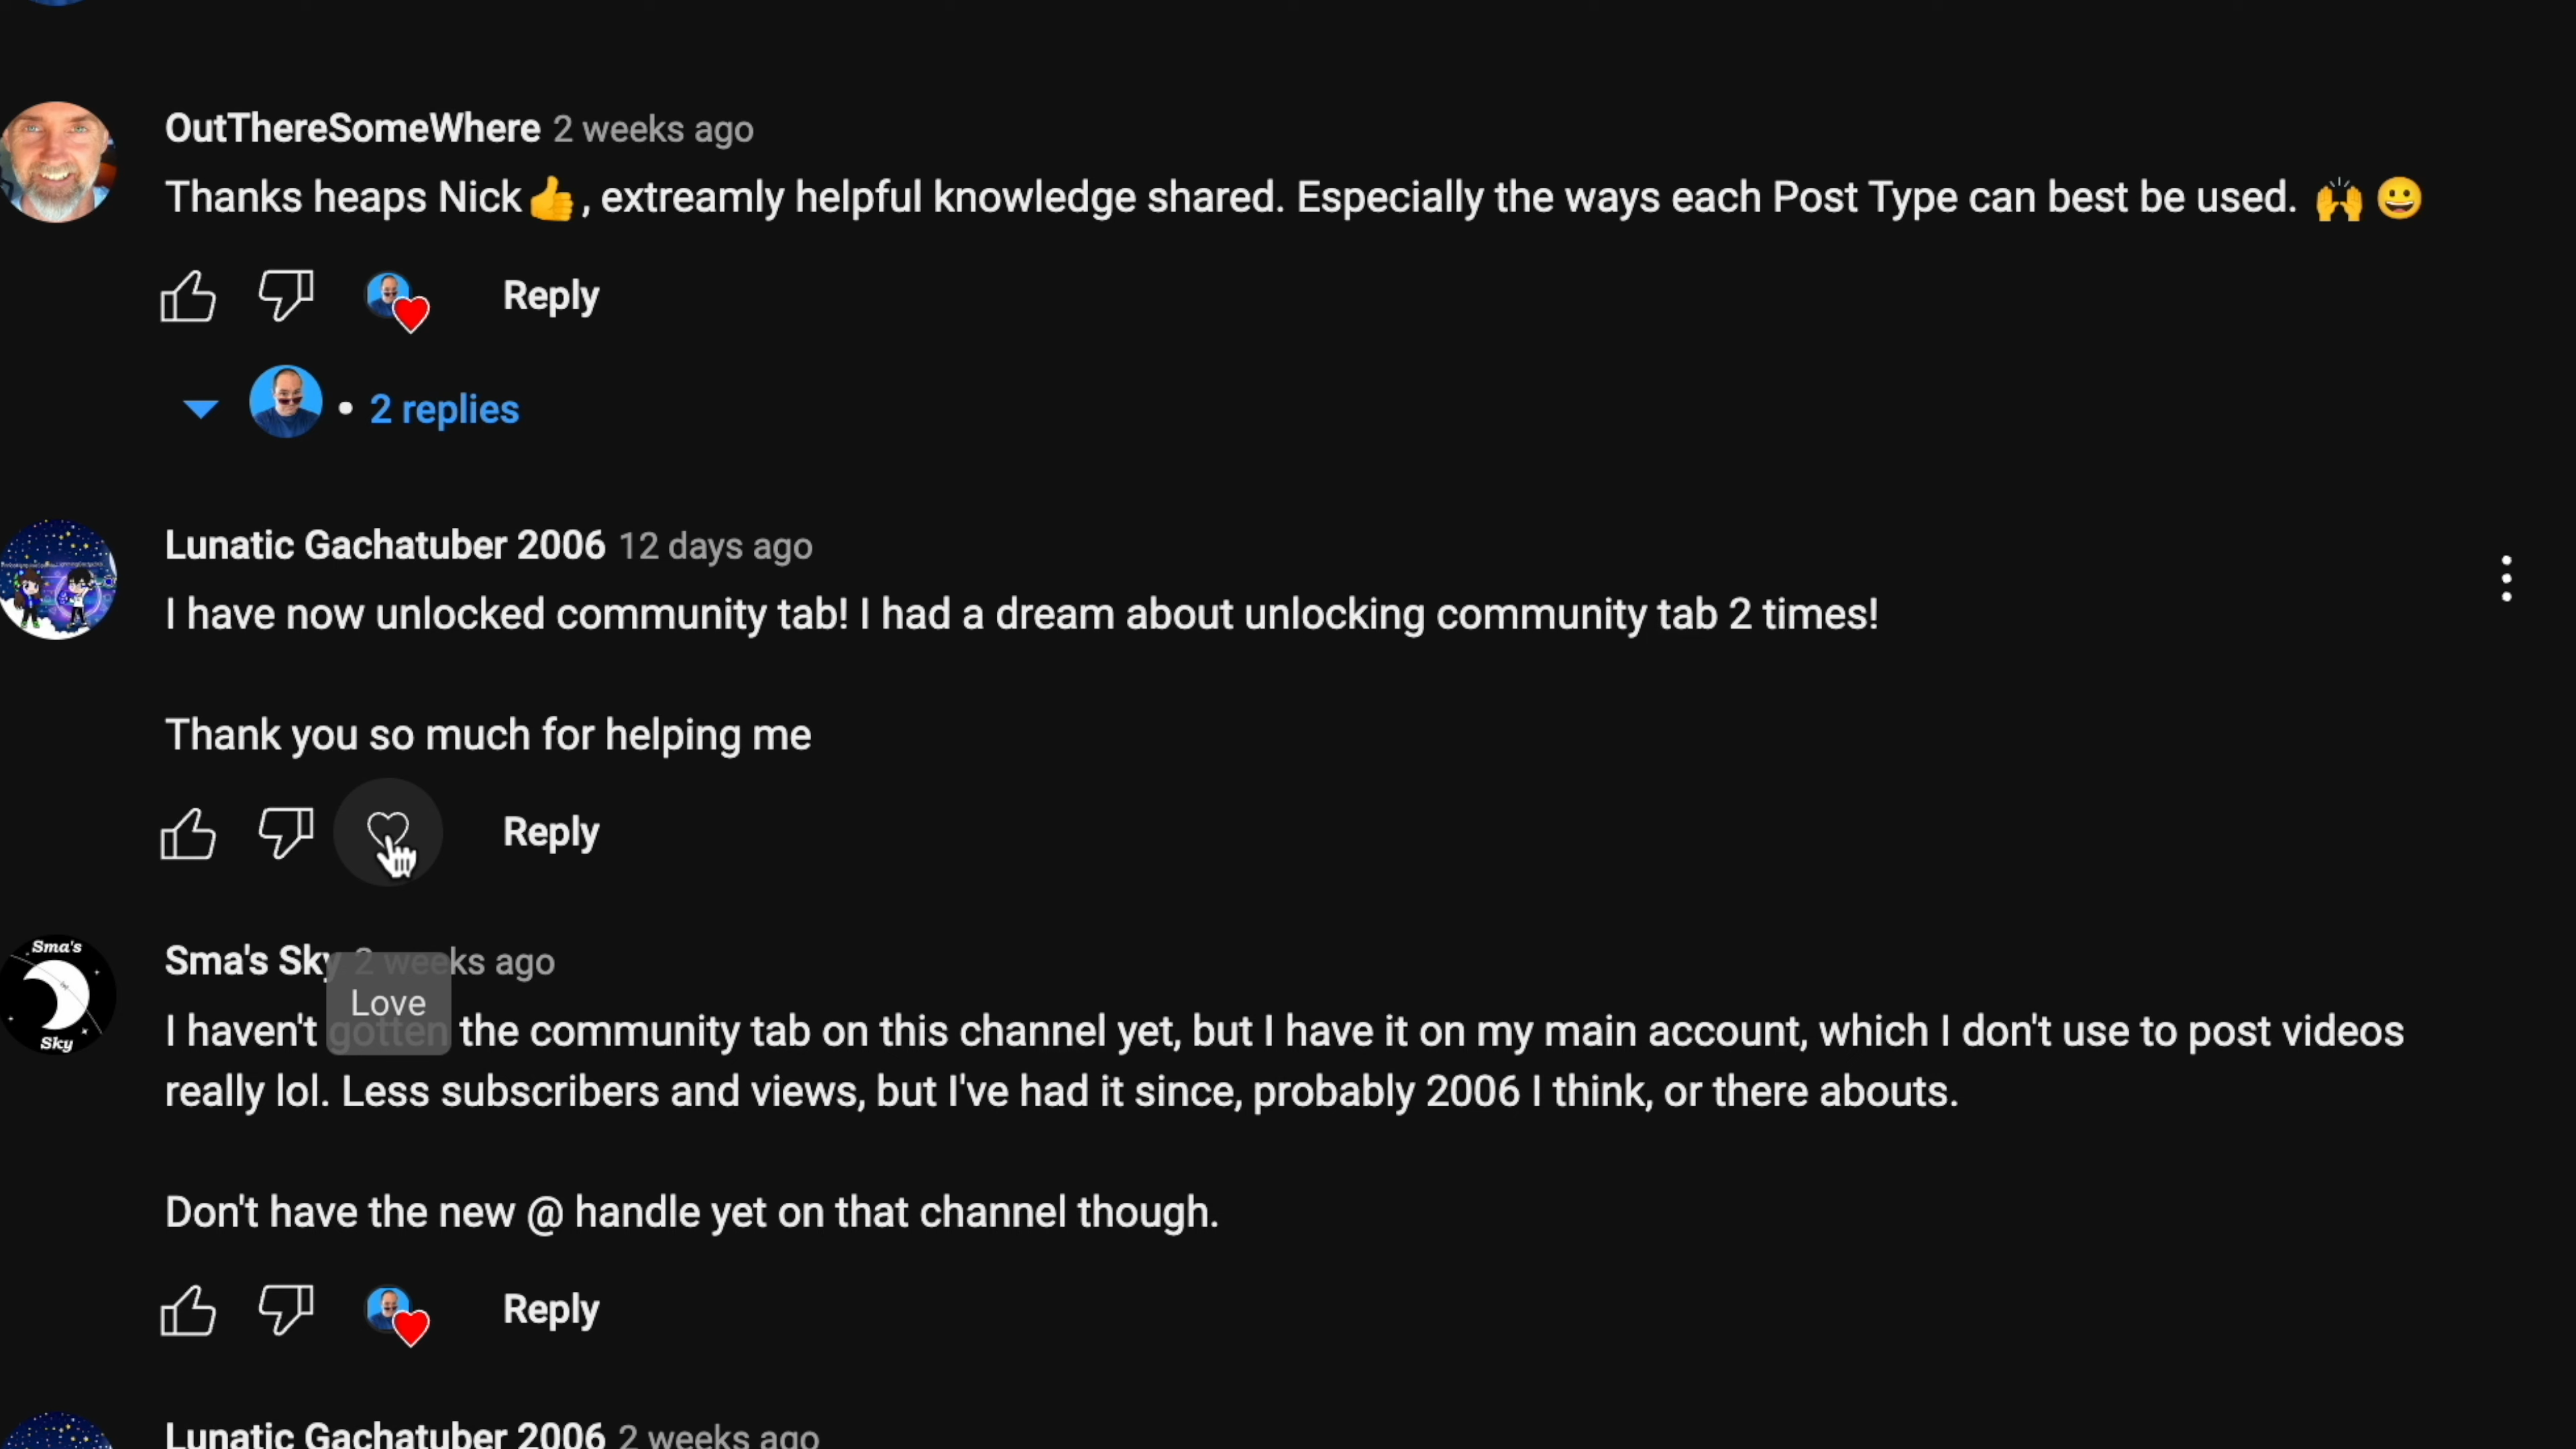 OutThereSomeWhere 2 weeks ago
Thanks heaps Nick👍, extreamly helpful knowledge shared. Especially the ways each Post Type can best be used. 🙌 😀
Reply
• 2 replies
Lunatic Gachatuber 2006 12 days ago
I have now unlocked community tab! I had a dream about unlocking community tab 2 times!
Thank you so much for helping me
Reply
Sma's
Sky
Sma's Sky 2 weeks ago
Love
I haven't gotten the community tab on this channel yet, but I have it on my main account, which I don't use to post videos
really lol. Less subscribers and views, but I've had it since, probably 2006 I think, or there abouts.
Don't have the new @ handle yet on that channel though.
Reply
Lunatic Gachatuber 2006 2 weeks ago